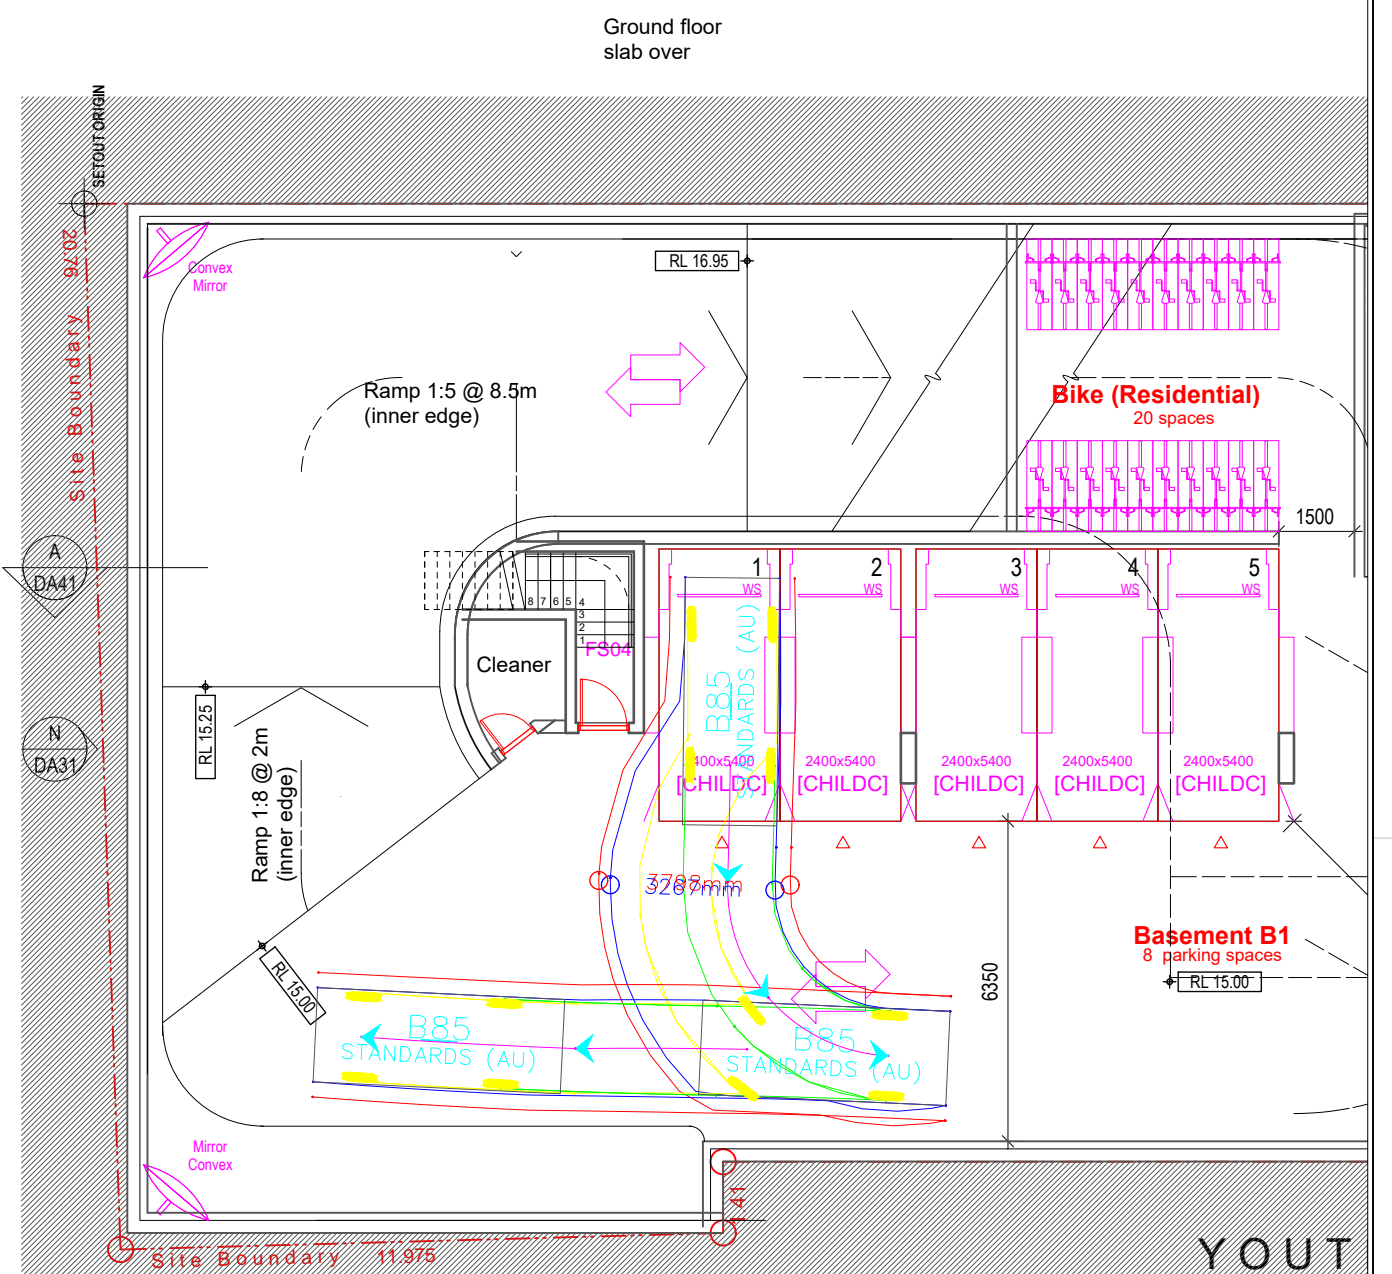 Ground floor
slab over
SETOUT ORIGIN
20.76
Site Boundary
Convex
Mirror
RL 16.95
Ramp 1:5 @ 8.5m
(inner edge)
Bike (Residential)
20 spaces
1500
A
DA41
8 7 6 5 4
3
2
1
FS04
Cleaner
1
WS
2
WS
3
WS
4
WS
5
WS
B85
STANDARDS (AU)
RL 15.25
N
DA31
Ramp 1:8 @ 2m
(inner edge)
2400x5400
[CHILDC]
2400x5400
[CHILDC]
2400x5400
[CHILDC]
2400x5400
[CHILDC]
2400x5400
[CHILDC]
3788mm
3267mm
Basement B1
8 parking spaces
RL 15.00
6350
RL 15.00
B85
STANDARDS (AU)
B85
STANDARDS (AU)
Mirror
Convex
1.41
Site Boundary 11.975
YOUT